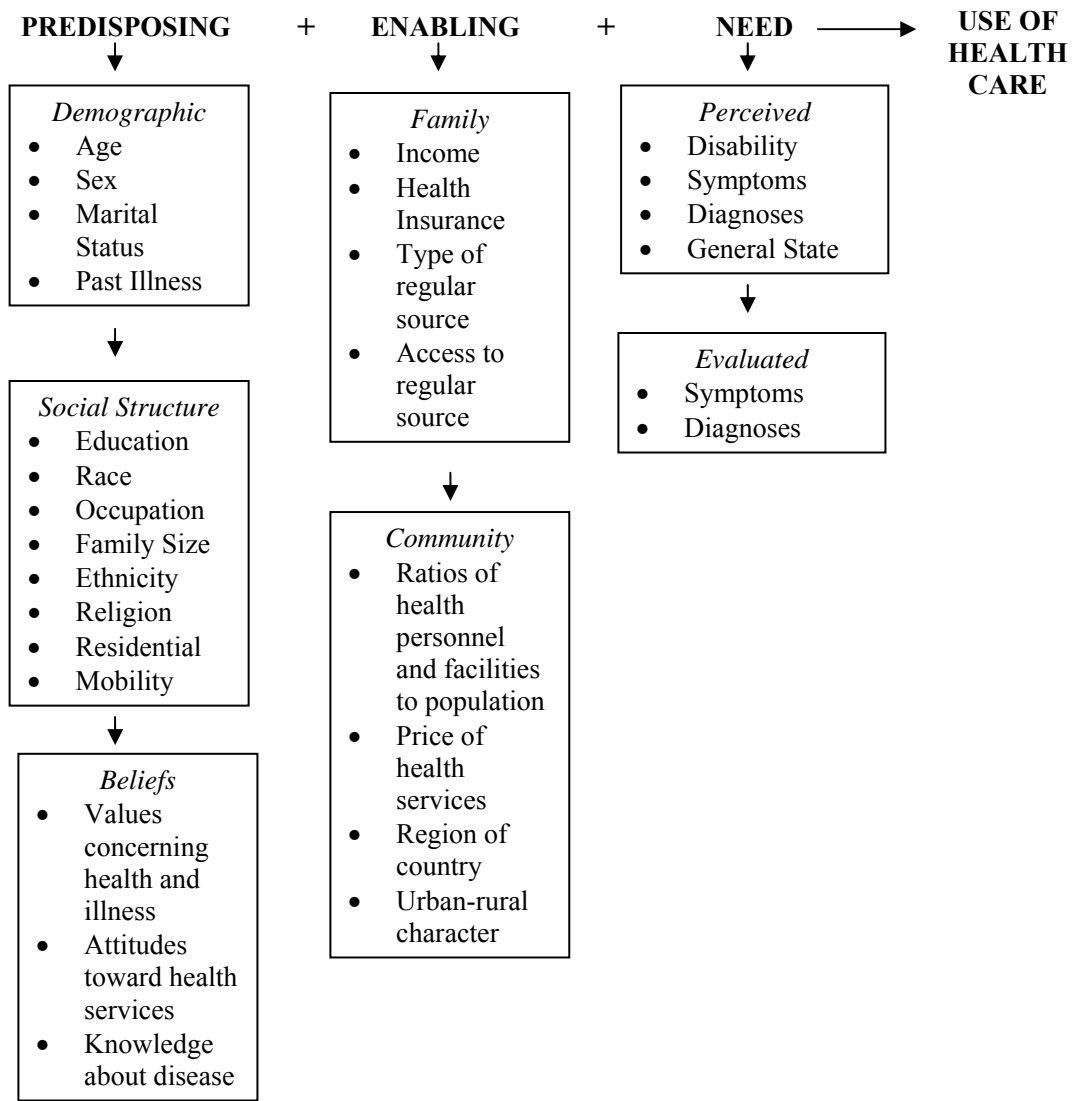 PREDISPOSING + ENABLING + NEED USE OF
HEALTH
CARE
Demographic
• Age
• Sex
• Marital
Status
• Past Illness
Social Structure
• Education
• Race
• Occupation
• Family Size
• Ethnicity
• Religion
• Residential
• Mobility
Beliefs
• Values
concerning
health and
illness
• Attitudes
toward health
services
• Knowledge
about disease
Family
• Income
• Health
Insurance
• Type of
regular
source
• Access to
regular
source
Community
• Ratios of
health
personnel
and facilities
to population
• Price of
health
services
• Region of
country
• Urban-rural
character
Perceived
• Disability
• Symptoms
• Diagnoses
• General State
Evaluated
• Symptoms
• Diagnoses